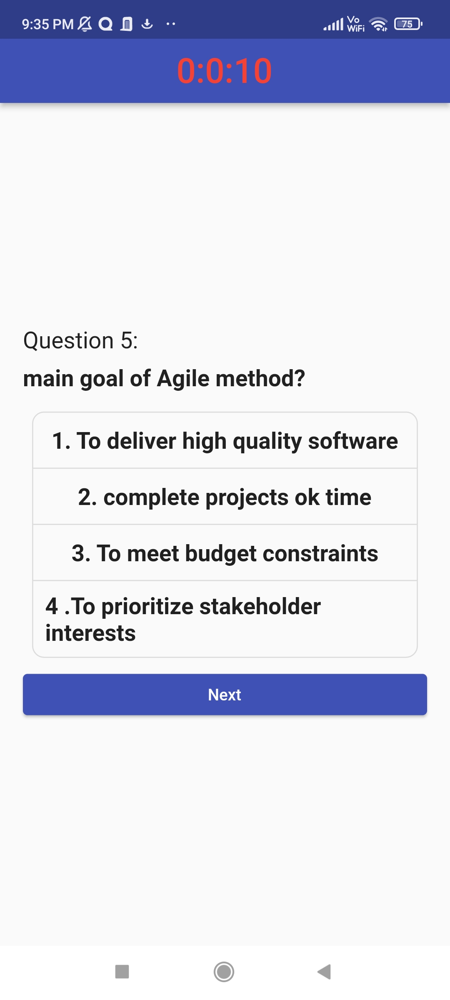 9:35 PM
Vo
WiFi
75
0:0:10
Question 5:
main goal of Agile method?
1. To deliver high quality software
2. complete projects ok time
3. To meet budget constraints
4 .To prioritize stakeholder
interests
Next